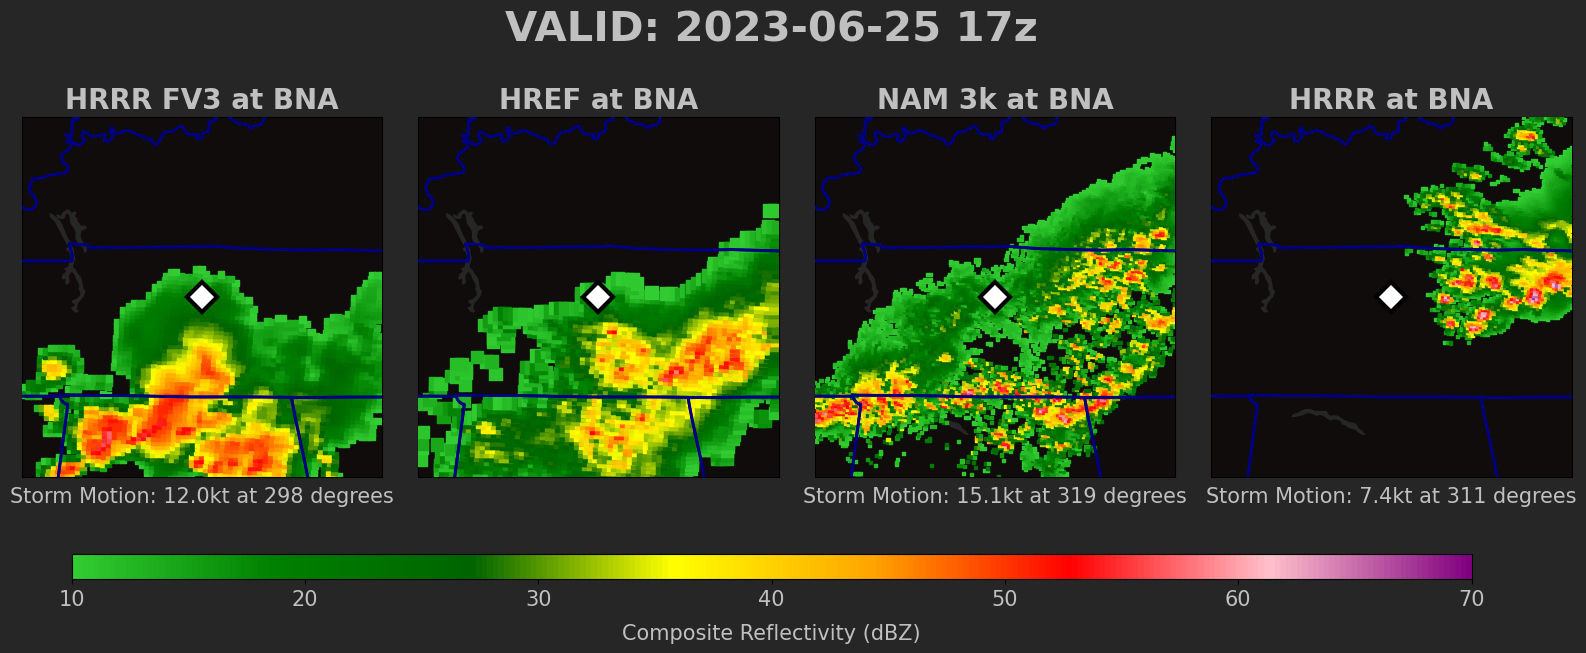 VALID: 2023-06-25 17z
HRRR FV3 at BNA
HREF at BNA
NAM 3k at BNA
HRRR at BNA
Storm Motion: 12.0kt at 298 degrees
Storm Motion: 15.1kt at 319 degrees
Storm Motion: 7.4kt at 311 degrees
10 20 30 40 50 60 70
Composite Reflectivity (dBZ)